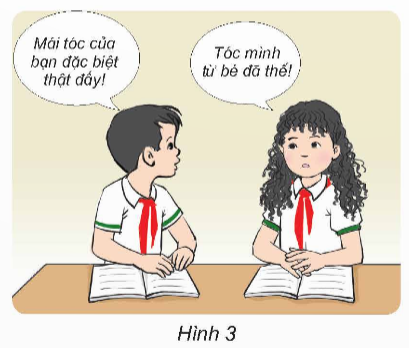 Mái tóc của
bạn đặc biệt
thật đấy!
Tóc mình
từ bé đã thế!
Hình 3